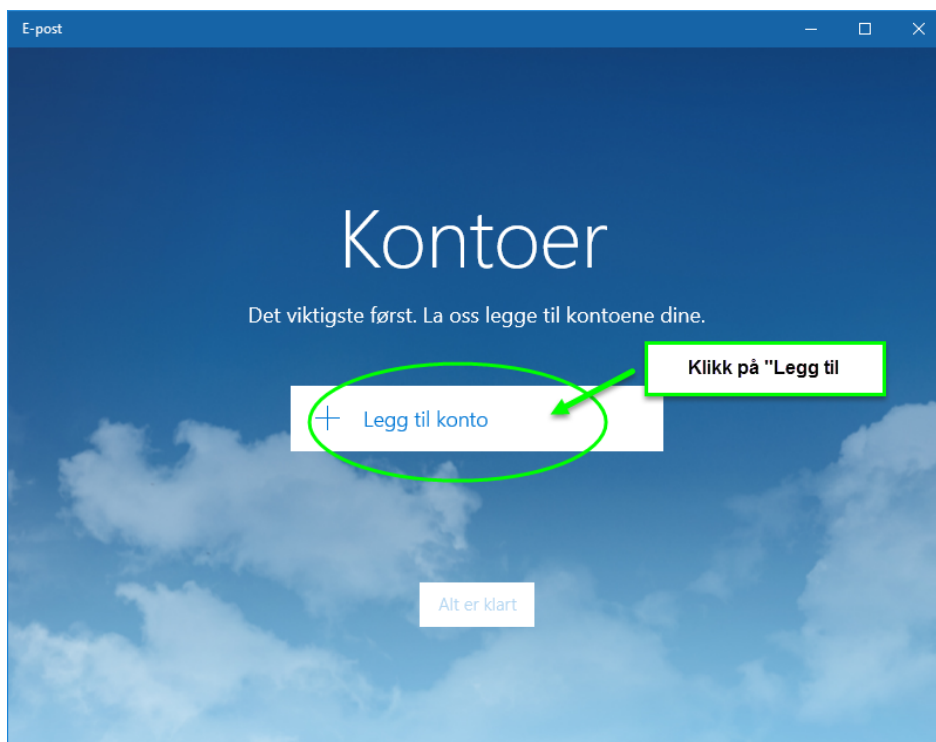 E-post
Kontoer
Det viktigste først. La oss legge til kontoene dine.
Klikk på "Legg til
Legg til konto
Alt er klart